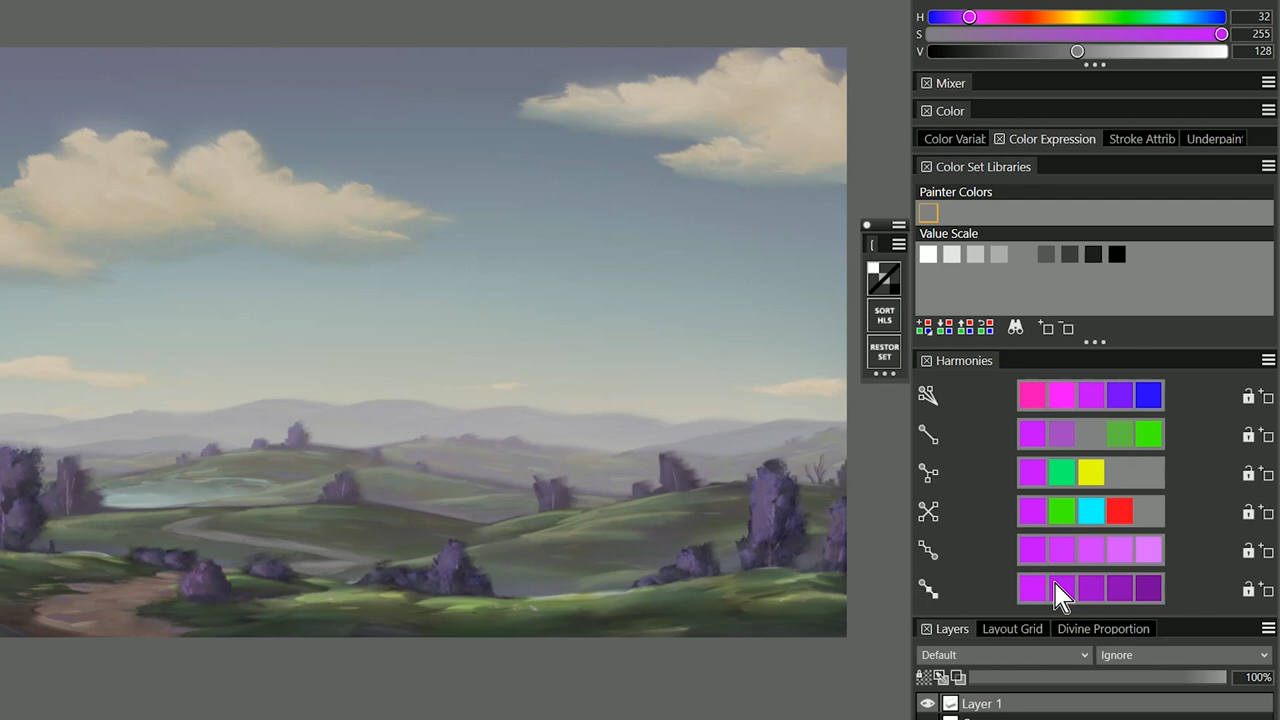 H 32
S 255
V 128
Mixer
Color
Color Variat Color Expression Stroke Attrib Underpaint
Color Set Libraries
Painter Colors
Value Scale
SORT
HLS
RESTOR
SET
Harmonies
Layers Layout Grid Divine Proportion
Default Ignore
100%
Layer 1